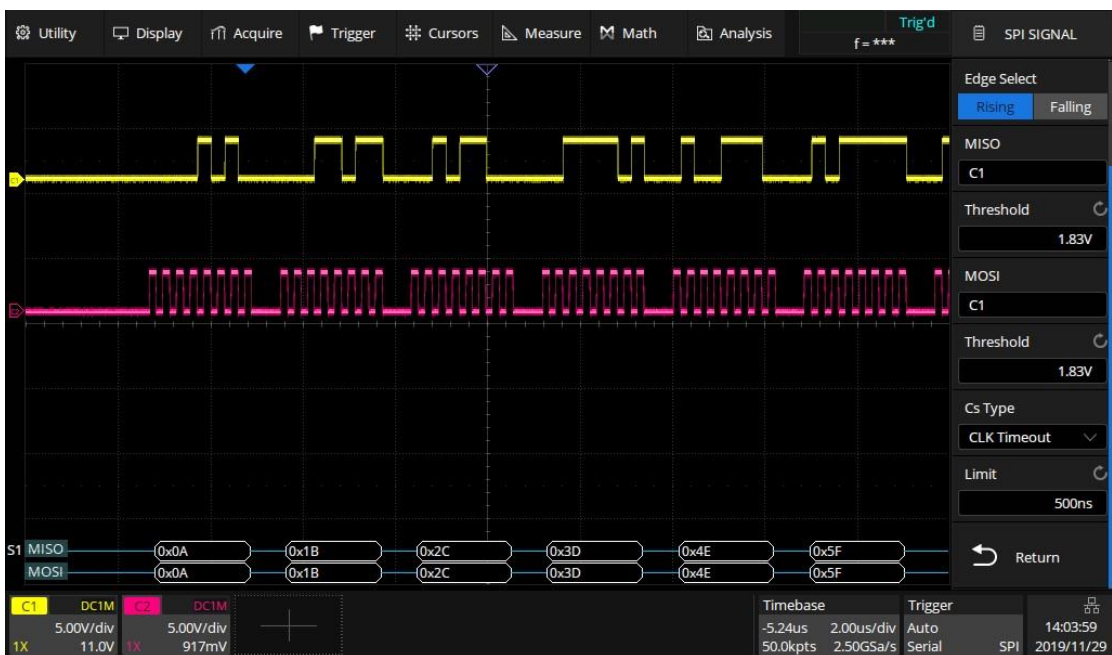 Utility Display Acquire Trigger Cursors Measure Math Analysis Trig'd
f = ***
SPI SIGNAL
Edge Select
Rising Falling
MISO
C1
Threshold
1.83V
MOSI
C1
Threshold
1.83V
Cs Type
CLK Timeout
Limit
500ns
Return
C1
C2
S1 MISO 0x0A 0x1B 0x2C 0x3D 0x4E 0x5F
MOSI 0x0A 0x1B 0x2C 0x3D 0x4E 0x5F
C1 DC1M C2 DC1M Timebase Trigger
5.00V/div 5.00V/div -5.24us 2.00us/div Auto 14:03:59
1X 11.0V 1X 917mV 50.0kpts 2.50GSa/s Serial SPI 2019/11/29